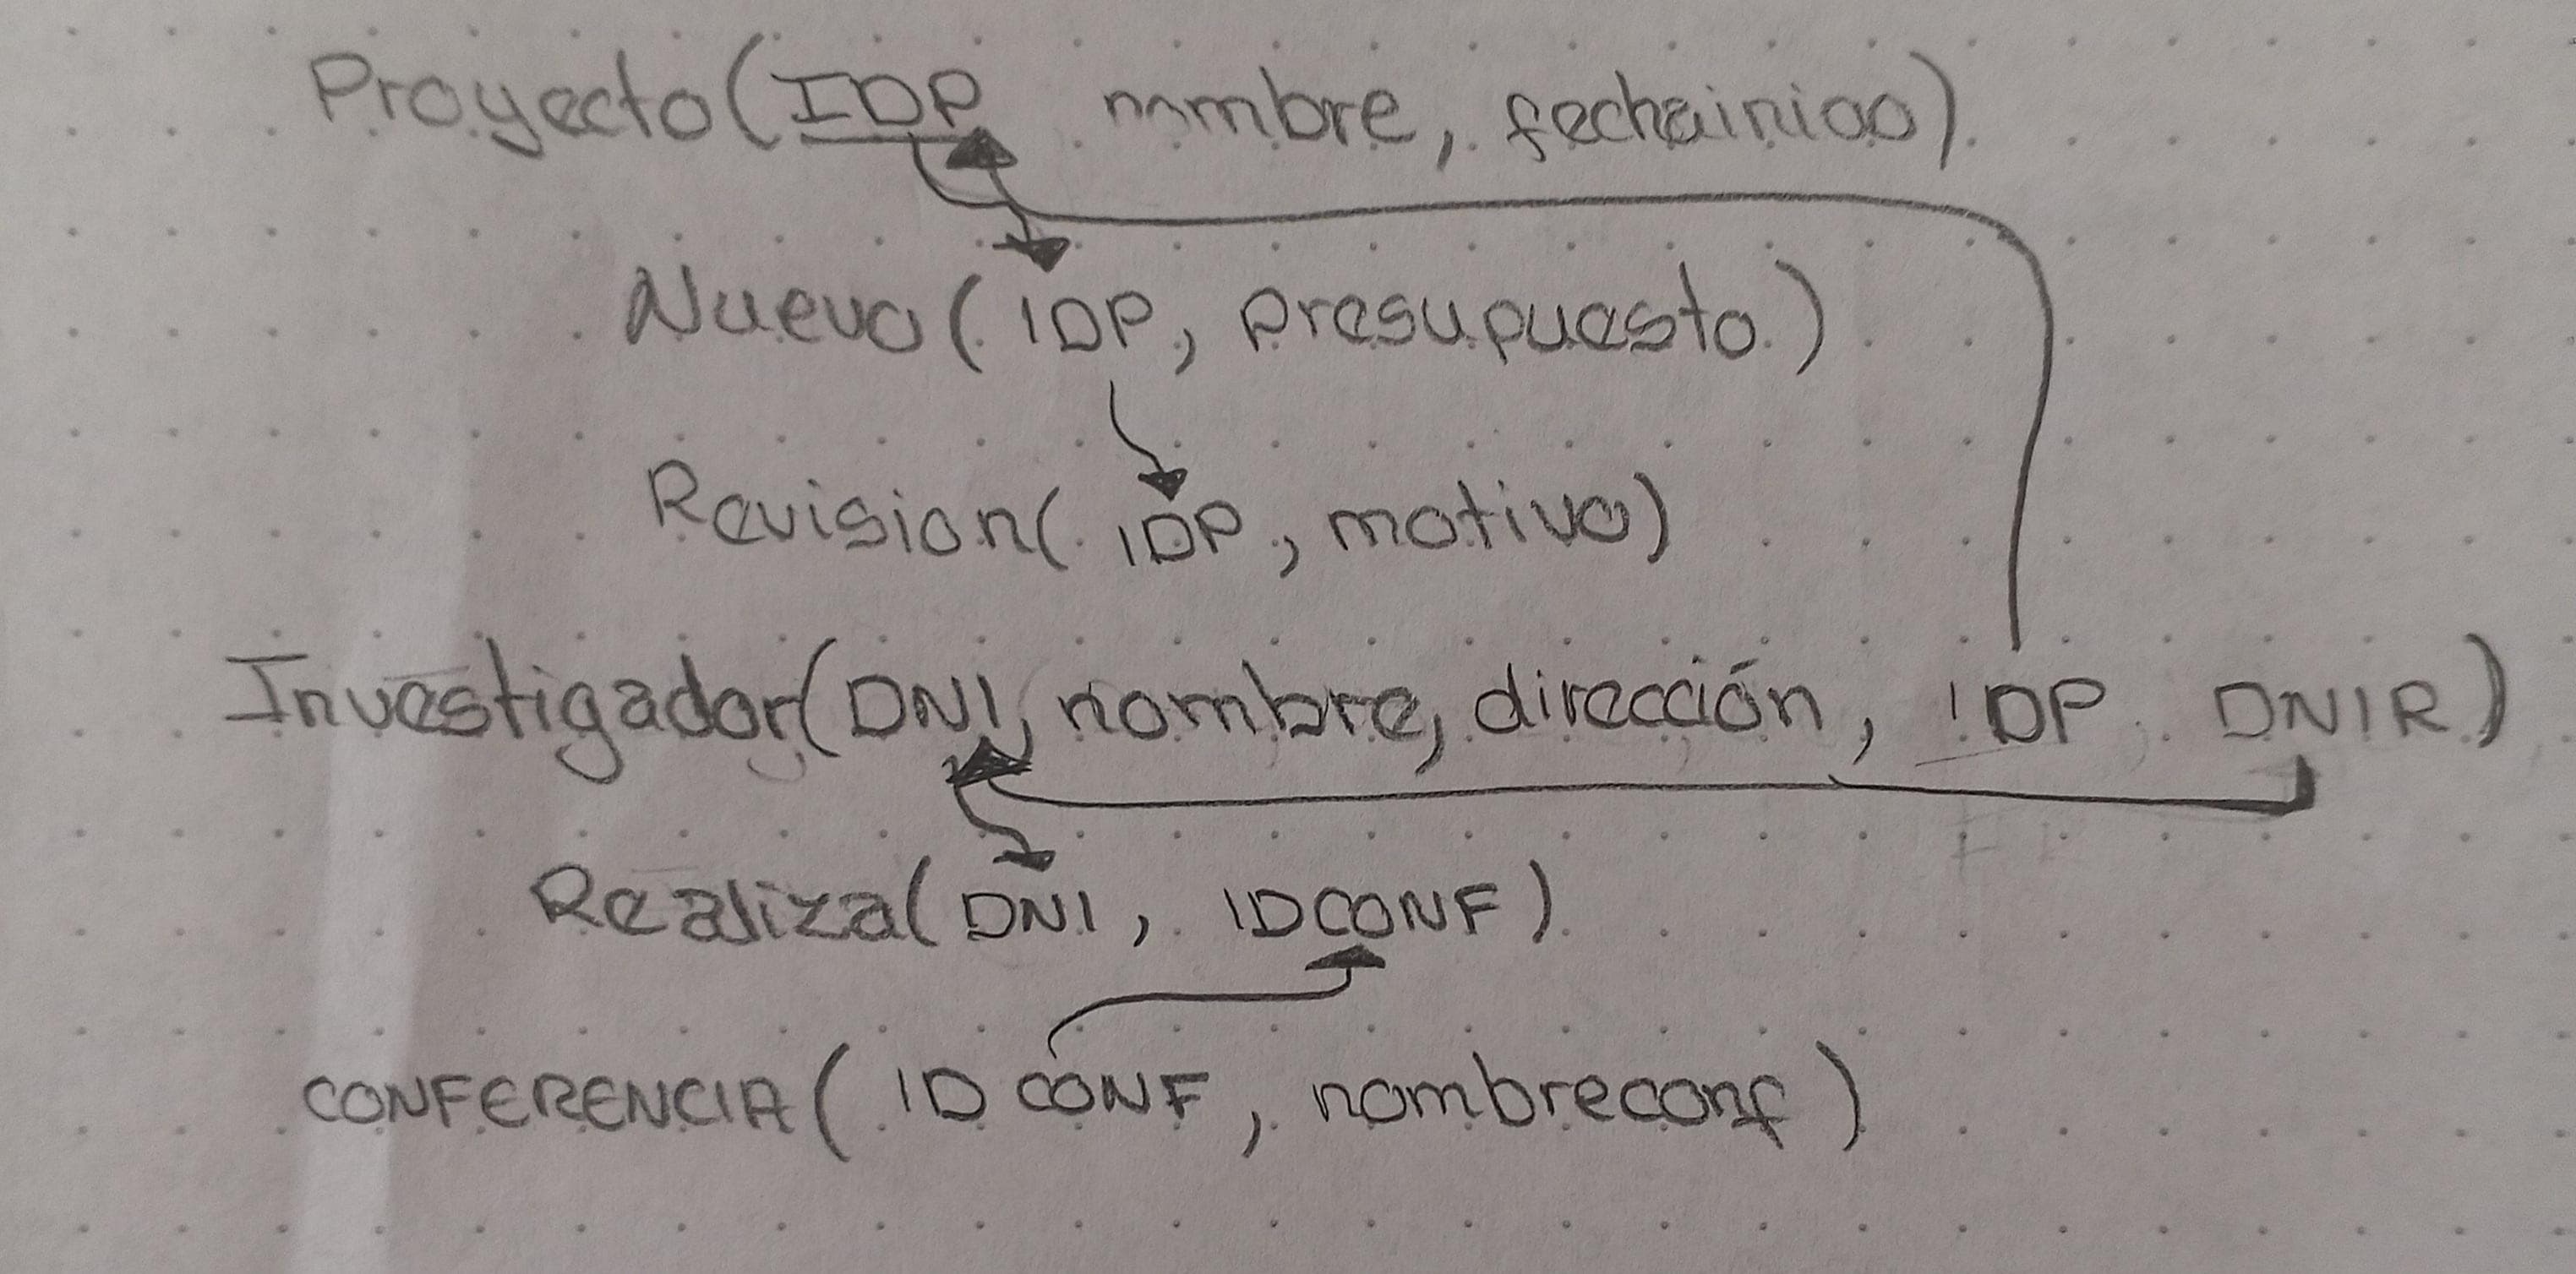 Proyecto(IDP nombre, fechainicio)
Nuevo(IDP, presupuesto)
Revision(IDP, motivo)
Investigador(DNI, nombre, dirección, IDP, DNIR)
Realiza(DNI, IDCONF)
CONFERENCIA(ID CONF, nombreconf)